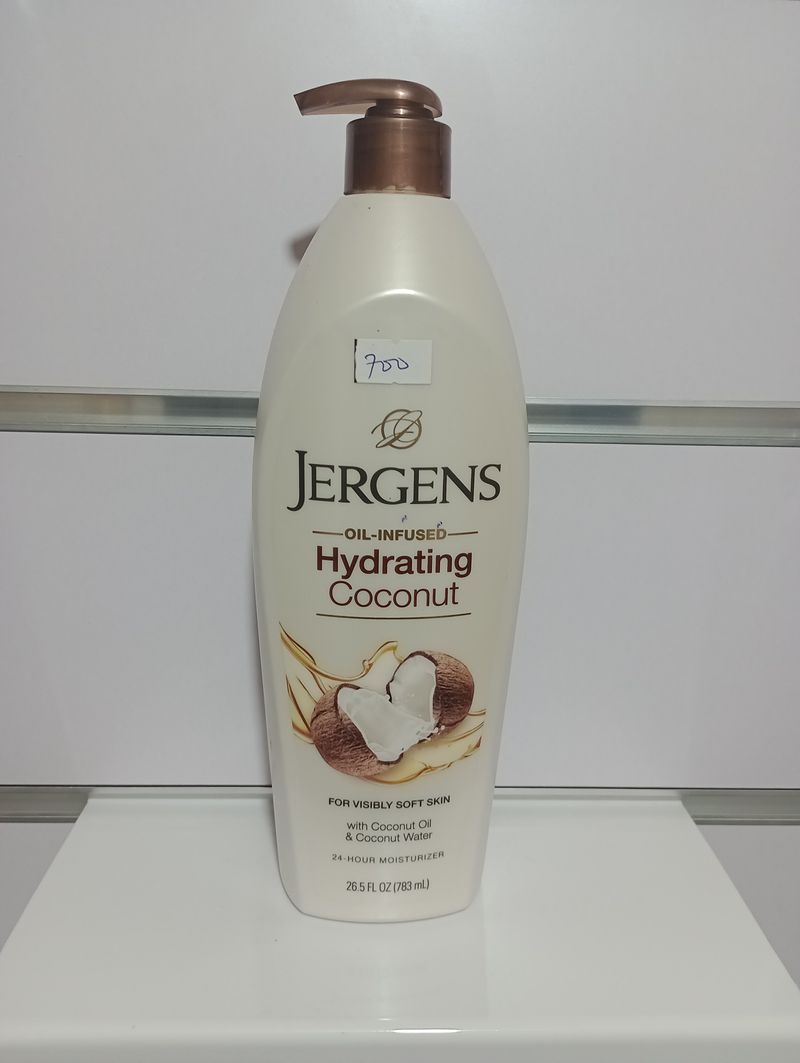 700
JERGENS
OIL-INFUSED
Hydrating
Coconut
FOR VISIBLY SOFT SKIN
with Coconut Oil
& Coconut Water
24-HOUR MOISTURIZER
26.5 FL OZ (783 mL)